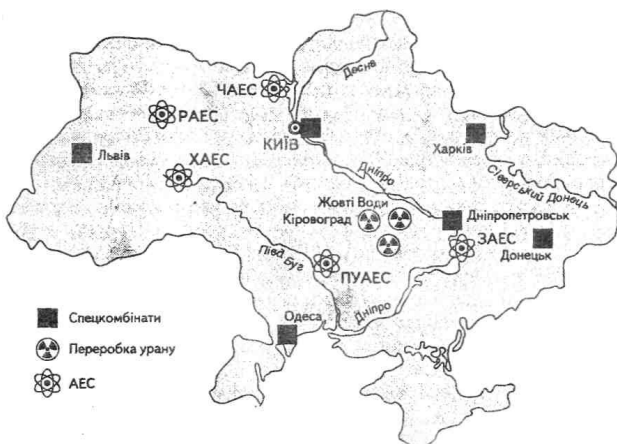 Десна
ЧАЕС
РАЕС
КИЇВ
Львів
Харків
ХАЕС
Дніпро
Сіверський Донець
Жовті Води
Кіровоград
Дніпропетровськ
ЗАЕС
Донецьк
Півд Буг
ПУАЕС
Дніпро
Одеса
Спецкомбінати
Переробка урану
АЕС